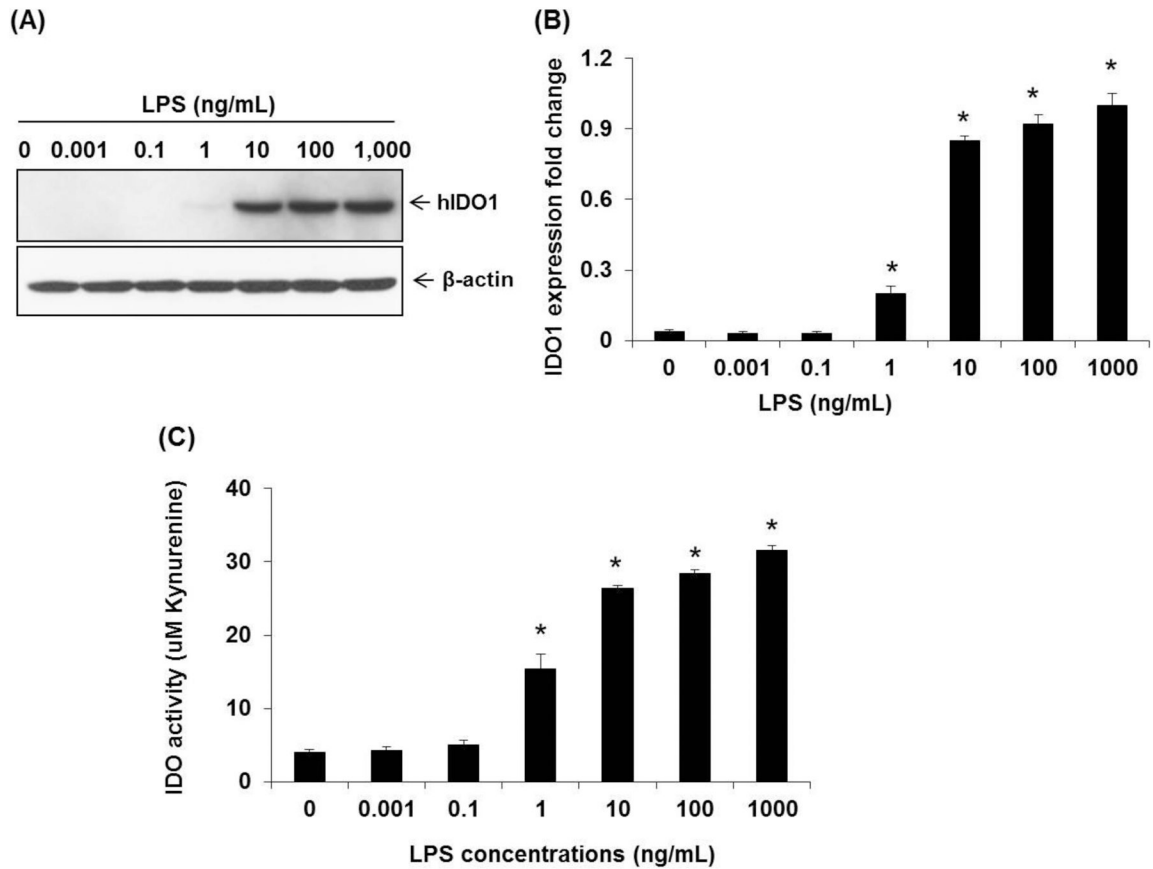 (A)
LPS (ng/mL)
0 0.001 0.1 1 10 100 1,000
hIDO1
β-actin
(B)
IDO1 expression fold change
1.2
0.9
0.6
0.3
0
* * * *
0 0.001 0.1 1 10 100 1000
LPS (ng/mL)
(C)
IDO activity (uM Kynurenine)
40
30
20
10
0
* * * *
0 0.001 0.1 1 10 100 1000
LPS concentrations (ng/mL)